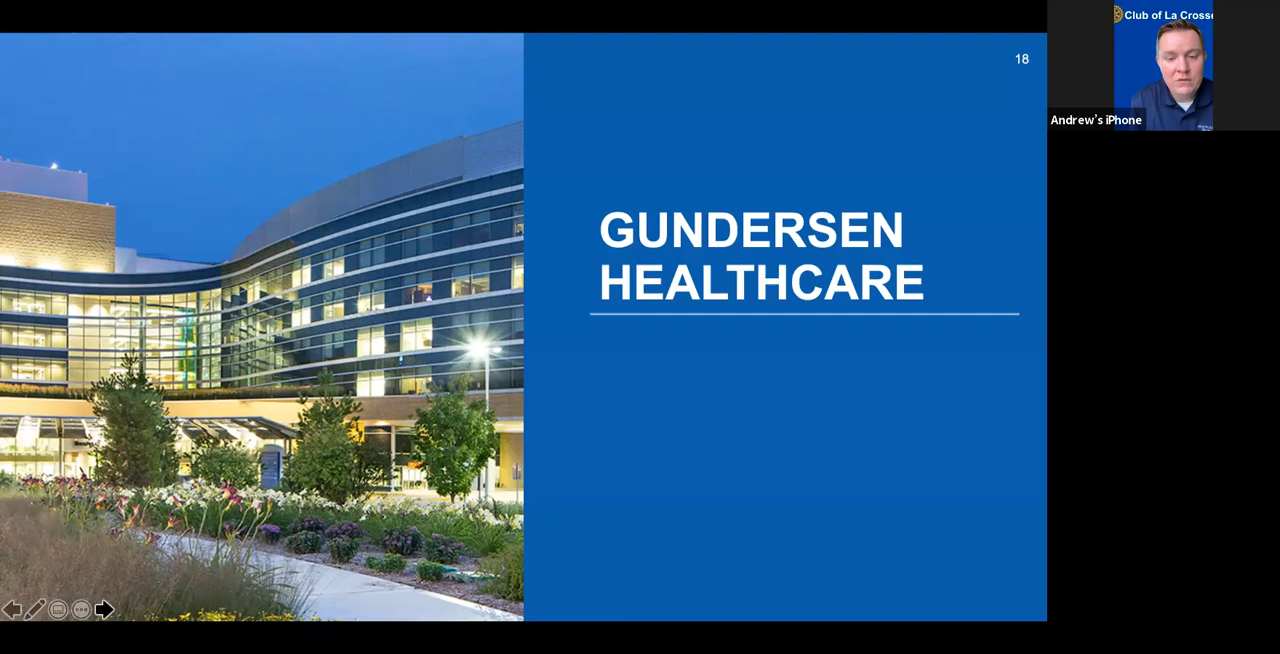 18
GUNDERSEN
HEALTHCARE
Club of La Crosse
Andrew's iPhone